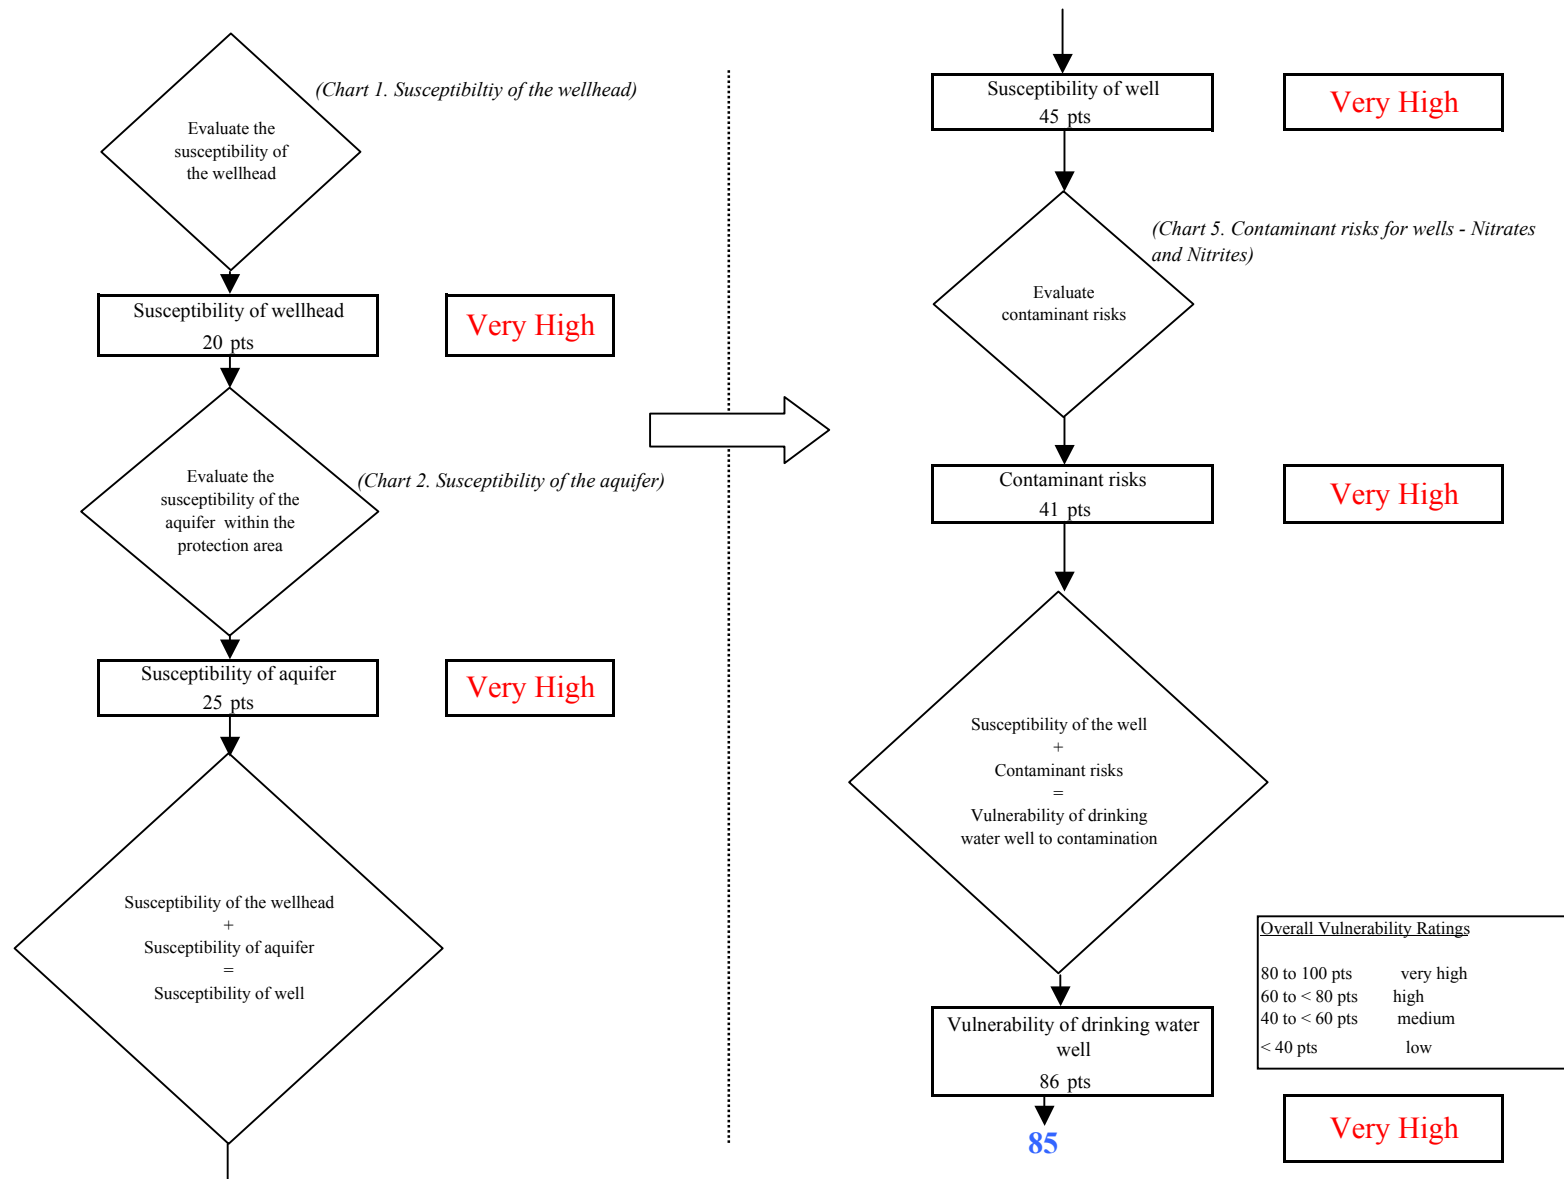 (Chart 1. Susceptibiltiy of the wellhead)
Evaluate the
susceptibility of
the wellhead
Susceptibility of wellhead
20 pts
Very High
Evaluate the
susceptibility of the
aquifer within the
protection area
(Chart 2. Susceptibility of the aquifer)
Susceptibility of aquifer
25 pts
Very High
Susceptibility of the wellhead
+
Susceptibility of aquifer
=
Susceptibility of well
Susceptibility of well
45 pts
Very High
(Chart 5. Contaminant risks for wells - Nitrates
and Nitrites)
Evaluate
contaminant risks
Contaminant risks
41 pts
Very High
Susceptibility of the well
+
Contaminant risks
=
Vulnerability of drinking
water well to contamination
Overall Vulnerability Ratings
80 to 100 pts very high
60 to < 80 pts high
40 to < 60 pts medium
< 40 pts low
Vulnerability of drinking water
well
86 pts
85
Very High